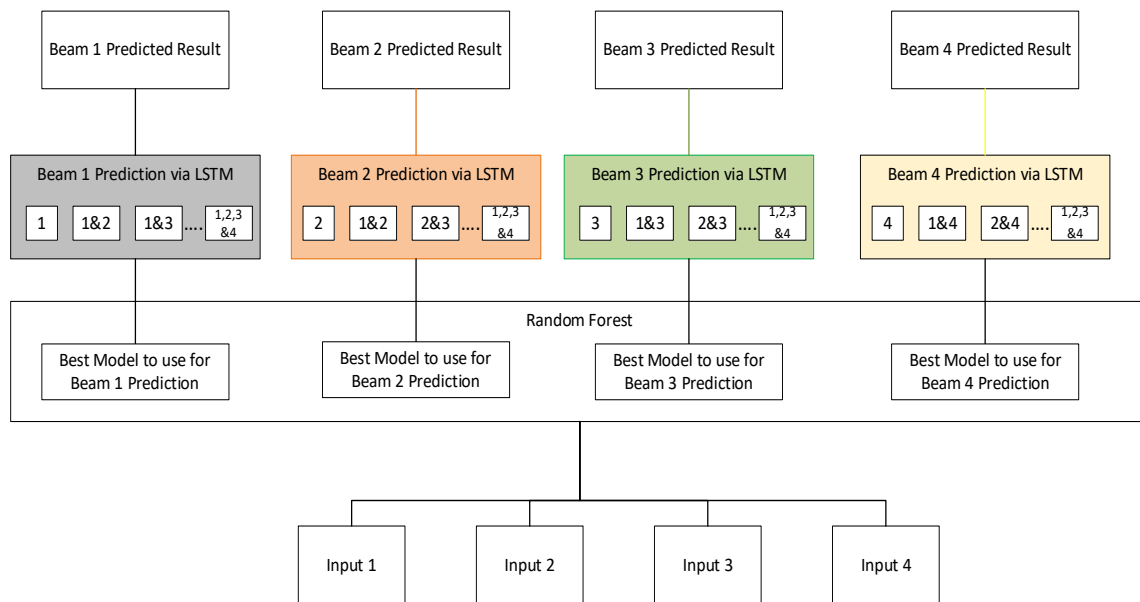 Beam 1 Predicted Result
Beam 2 Predicted Result
Beam 3 Predicted Result
Beam 4 Predicted Result
Beam 1 Prediction via LSTM
1
1&2
1&3
....
1,2,3
&4
Beam 2 Prediction via LSTM
2
1&2
2&3
....
1,2,3
&4
Beam 3 Prediction via LSTM
3
1&3
2&3
....
1,2,3
&4
Beam 4 Prediction via LSTM
4
1&4
2&4
....
1,2,3
&4
Random Forest
Best Model to use for
Beam 1 Prediction
Best Model to use for
Beam 2 Prediction
Best Model to use for
Beam 3 Prediction
Best Model to use for
Beam 4 Prediction
Input 1
Input 2
Input 3
Input 4